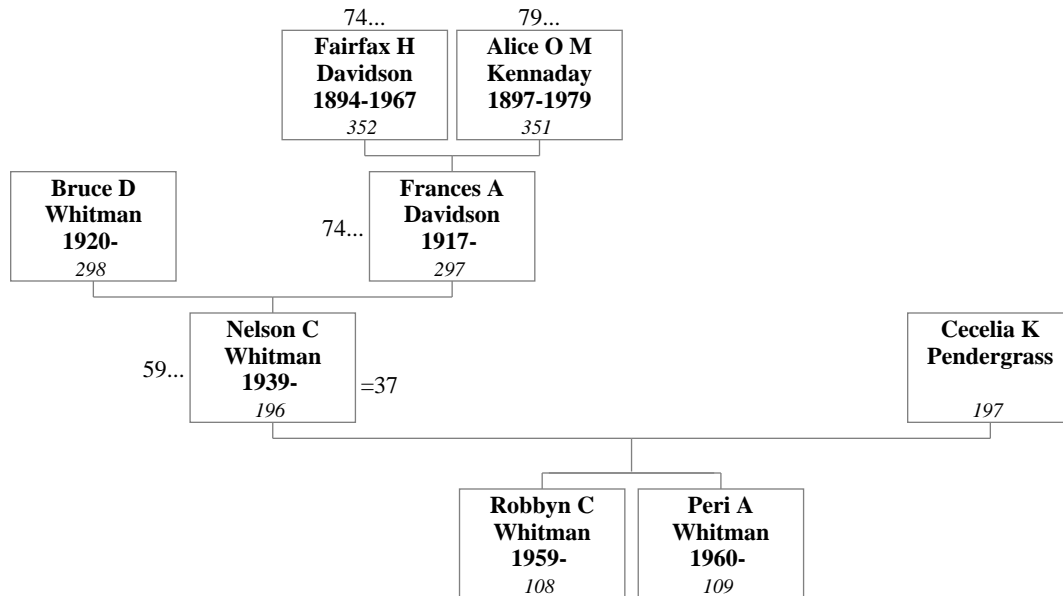 74...
79...
Fairfax H
Davidson
1894-1967
352
Alice O M
Kennaday
1897-1979
351
Bruce D
Whitman
1920-
298
74...
Frances A
Davidson
1917-
297
59...
Nelson C
Whitman
1939-
196
=37
Cecelia K
Pendergrass
197
Robbyn C
Whitman
1959-
108
Peri A
Whitman
1960-
109